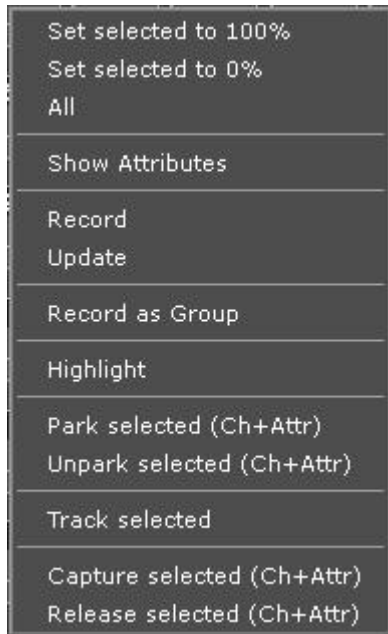 Set selected to 100%
Set selected to 0%
All
Show Attributes
Record
Update
Record as Group
Highlight
Park selected (Ch+Attr)
Unpark selected (Ch+Attr)
Track selected
Capture selected (Ch+Attr)
Release selected (Ch+Attr)